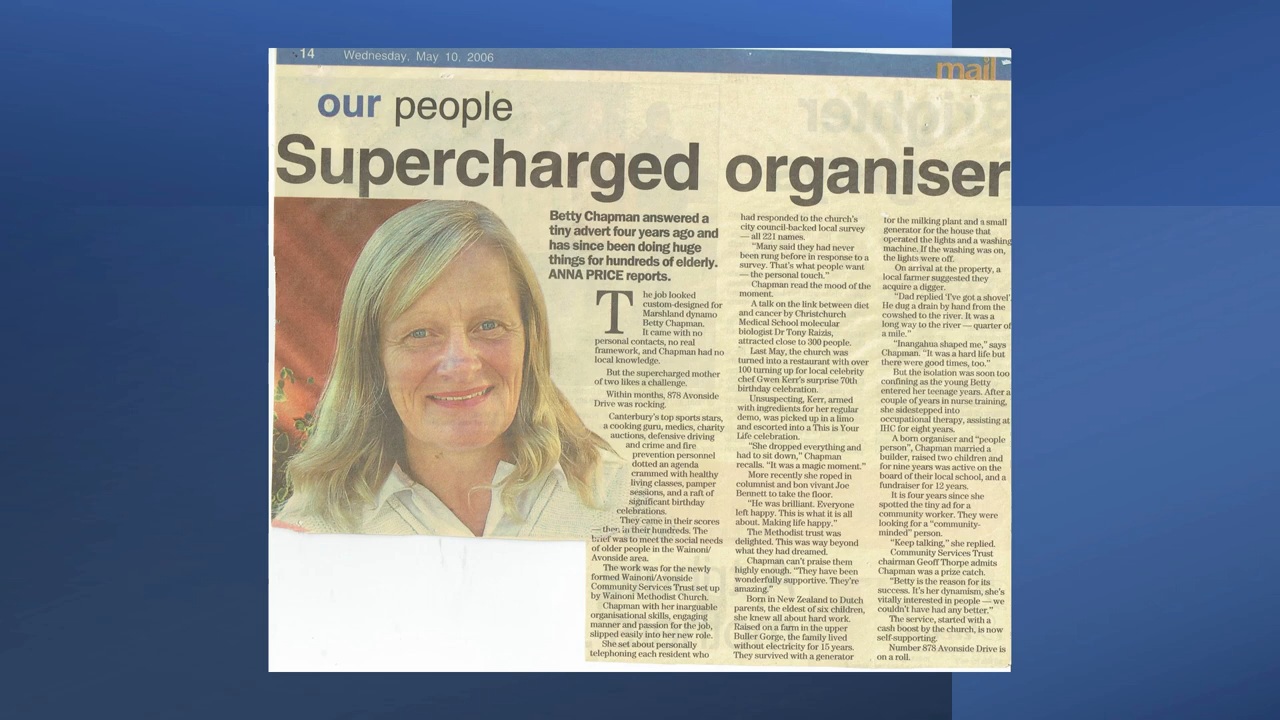 14
Wednesday, May 10, 2006
mail
our people
Supercharged organiser
Betty Chapman answered a
tiny advert four years ago and
has since been doing huge
things for hundreds of elderly.
ANNA PRICE reports.
The job looked
custom-designed for
Marshland dynamo
Betty Chapman.
It came with no
personal contacts, no real
framework, and Chapman had no
local knowledge.
But the supercharged mother
of two likes a challenge.
Within months, 878 Avonside
Drive was rocking.
Canterbury's top sports stars,
a cooking guru, medics, charity
auctions, defensive driving
and crime and fire
prevention personnel
dotted an agenda
crammed with healthy
living classes, pamper
sessions, and a raft of
significant birthday
celebrations.
They came in their scores
— then in their hundreds. The
brief was to meet the social needs
of older people in the Wainoni/
Avonside area.
The work was for the newly
formed Wainoni/Avonside
Community Services Trust set up
by Wainoni Methodist Church.
Chapman with her inarguable
organisational skills, engaging
manner and passion for the job,
slipped easily into her new role.
She set about personally
telephoning each resident who
had responded to the church's
city council-backed local survey
— all 221 names.
"Many said they had never
been rung before in response to a
survey. That's what people want
— the personal touch."
Chapman read the mood of the
moment.
A talk on the link between diet
and cancer by Christchurch
Medical School molecular
biologist Dr Tony Raizis,
attracted close to 300 people.
Last May, the church was
turned into a restaurant with over
100 turning up for local celebrity
chef Gwen Kerr's surprise 70th
birthday celebration.
Unsuspecting, Kerr, armed
with ingredients for her regular
demo, was picked up in a limo
and escorted into a This is Your
Life celebration.
"She dropped everything and
had to sit down," Chapman
recalls. "It was a magic moment."
More recently she roped in
columnist and bon vivant Joe
Bennett to take the floor.
"He was brilliant. Everyone
left happy. This is what it is all
about. Making life happy."
The Methodist trust was
delighted. This was way beyond
what they had dreamed.
Chapman can't praise them
highly enough. "They have been
wonderfully supportive. They're
amazing."
Born in New Zealand to Dutch
parents, the eldest of six children,
she knew all about hard work.
Raised on a farm in the upper
Buller Gorge, the family lived
without electricity for 15 years.
They survived with a generator
for the milking plant and a small
generator for the house that
operated the lights and a washing
machine. If the washing was on,
the lights were off.
On arrival at the property, a
local farmer suggested they
acquire a digger.
"Dad replied 'I've got a shovel'.
He dug a drain by hand from the
cowshed to the river. It was a
long way to the river — quarter of
a mile."
"Inangahua shaped me," says
Chapman. "It was a hard life but
there were good times, too."
But the isolation was soon too
confining as the young Betty
entered her teenage years. After a
couple of years in nurse training,
she sidestepped into
occupational therapy, assisting at
IHC for eight years.
A born organiser and "people
person", Chapman married a
builder, raised two children and
for nine years was active on the
board of their local school, and a
fundraiser for 12 years.
It is four years since she
spotted the tiny ad for a
community worker. They were
looking for a "community-
minded" person.
"Keep talking," she replied.
Community Services Trust
chairman Geoff Thorpe admits
Chapman was a prize catch.
"Betty is the reason for its
success. It's her dynamism, she's
vitally interested in people — we
couldn't have had any better."
The service, started with a
cash boost by the church, is now
self-supporting.
Number 878 Avonside Drive is
on a roll.